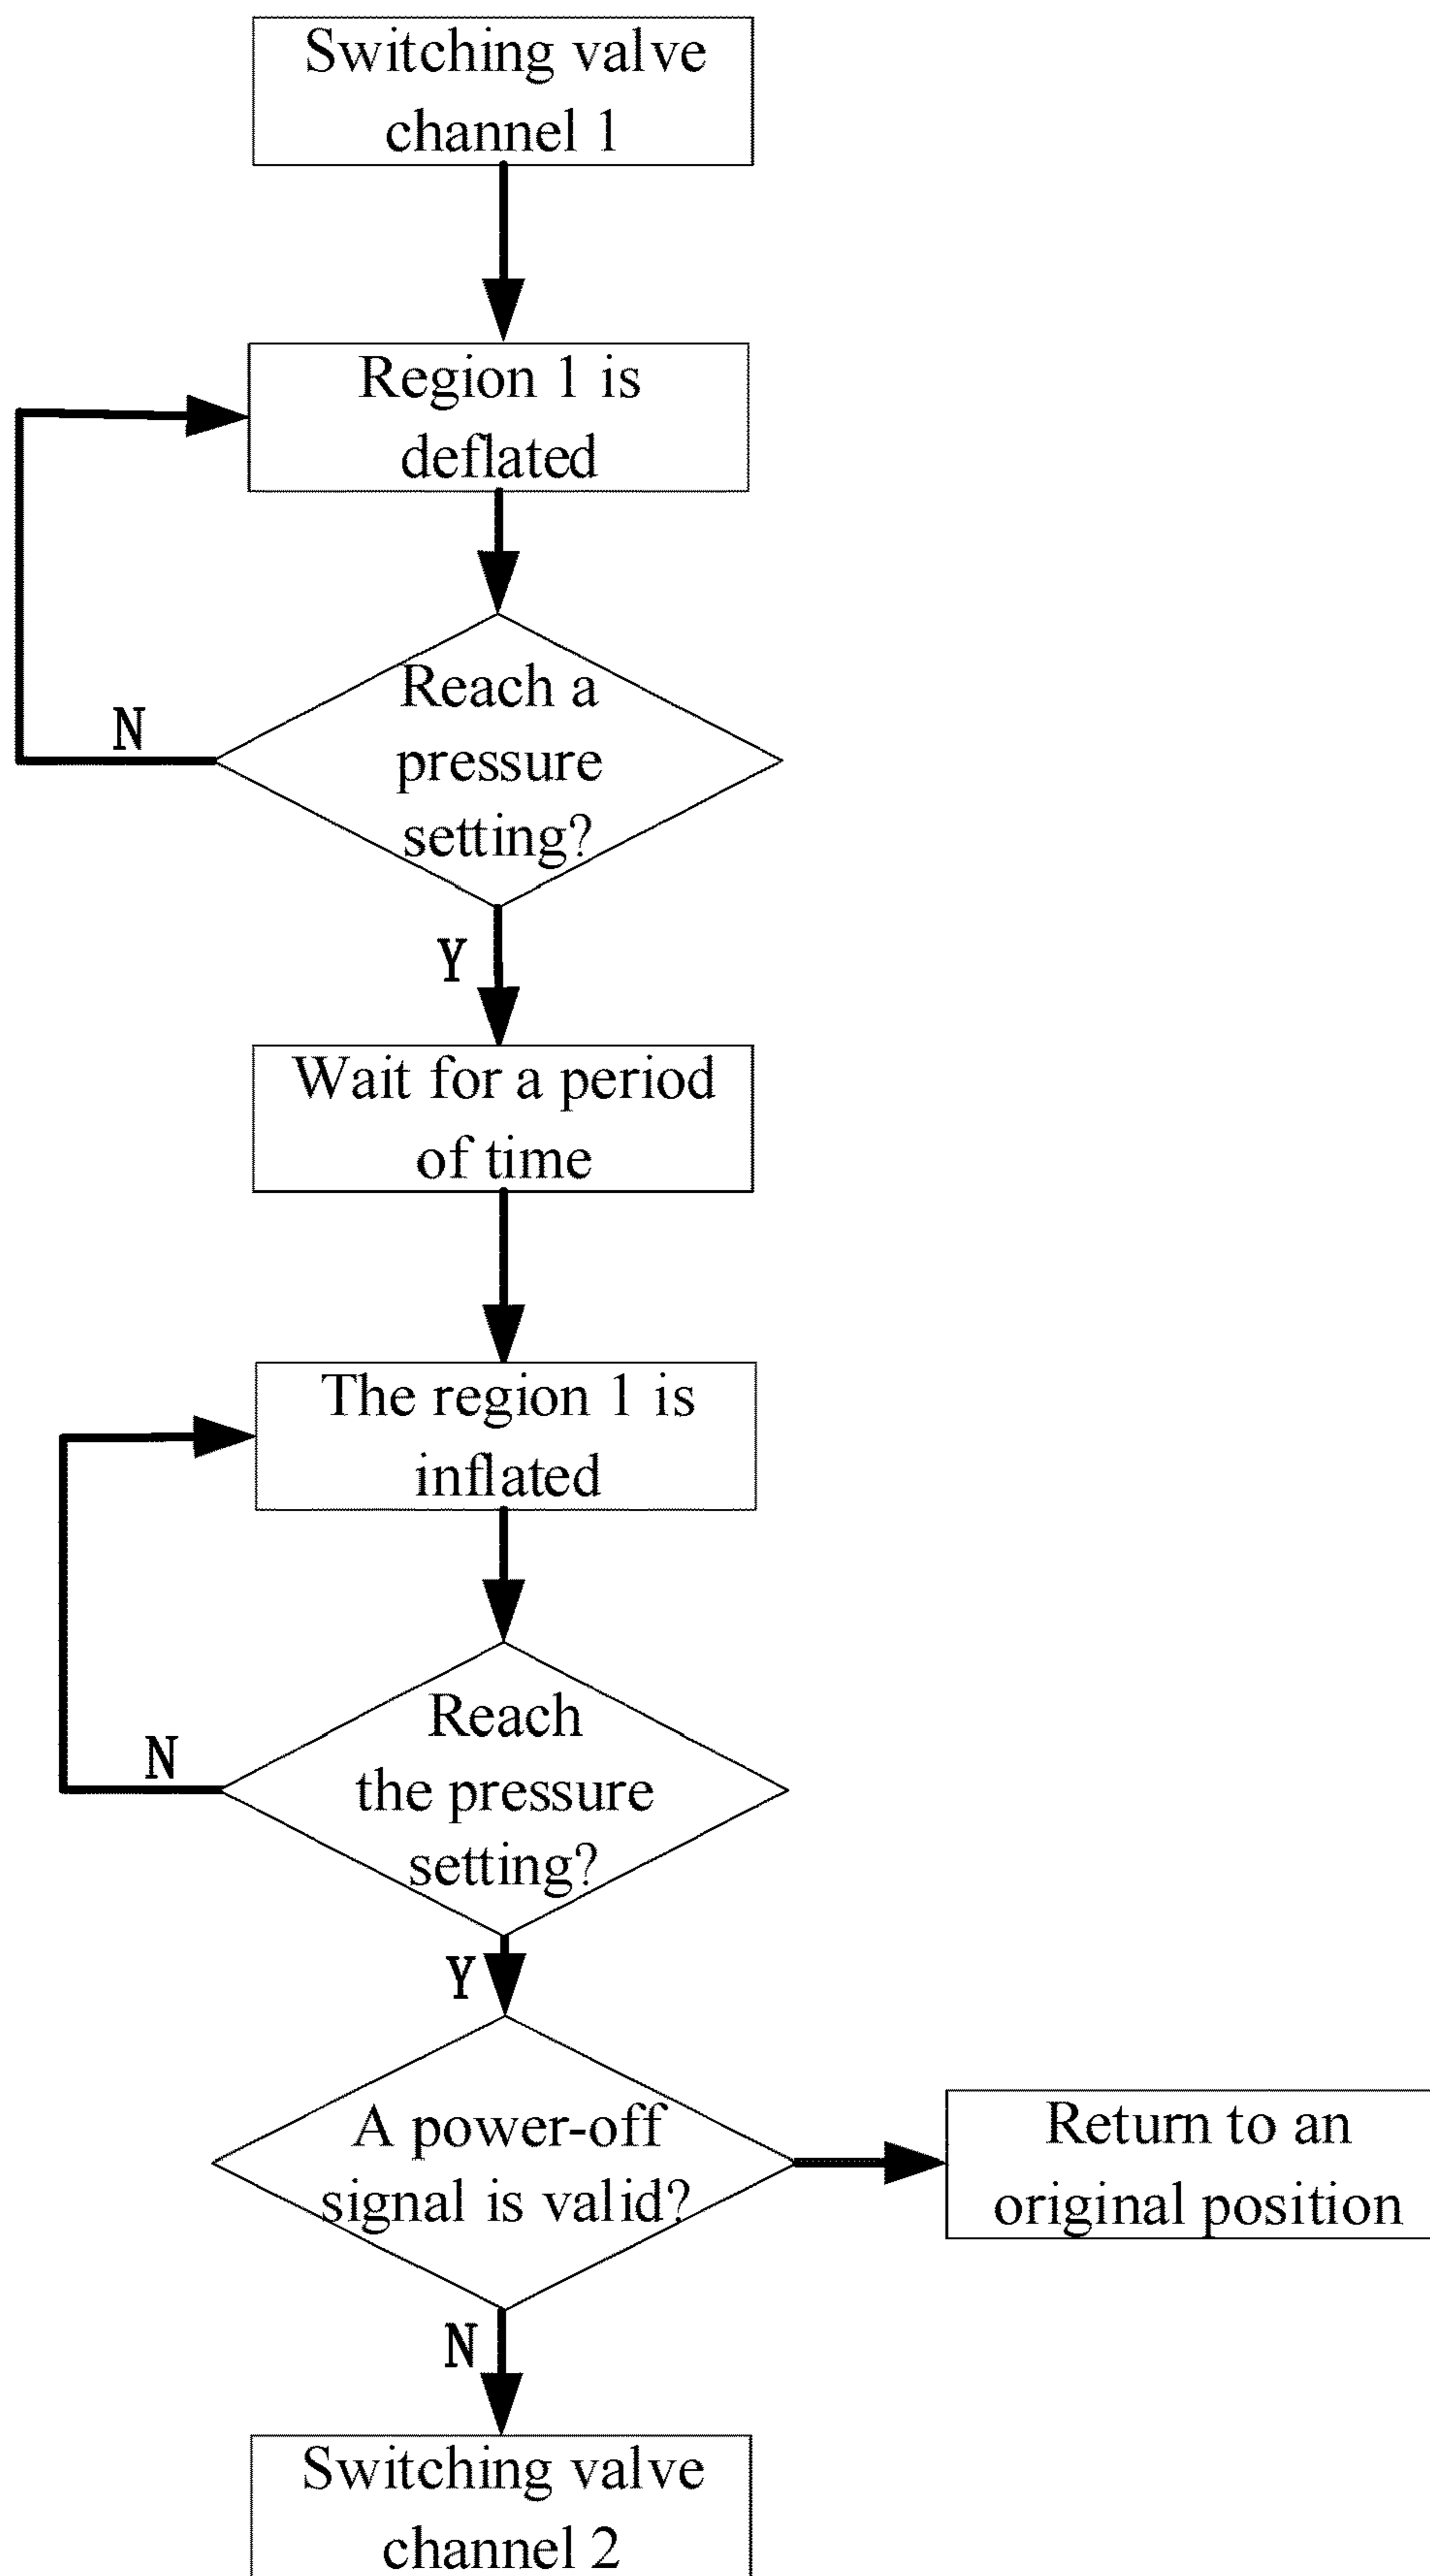 Switching valve
channel 1
Region 1 is
deflated
Reach a
pressure
setting?
N
Y
Wait for a period
of time
The region 1 is
inflated
Reach
the pressure
setting?
N
Y
A power-off
signal is valid?
Return to an
original position
N
Switching valve
channel 2